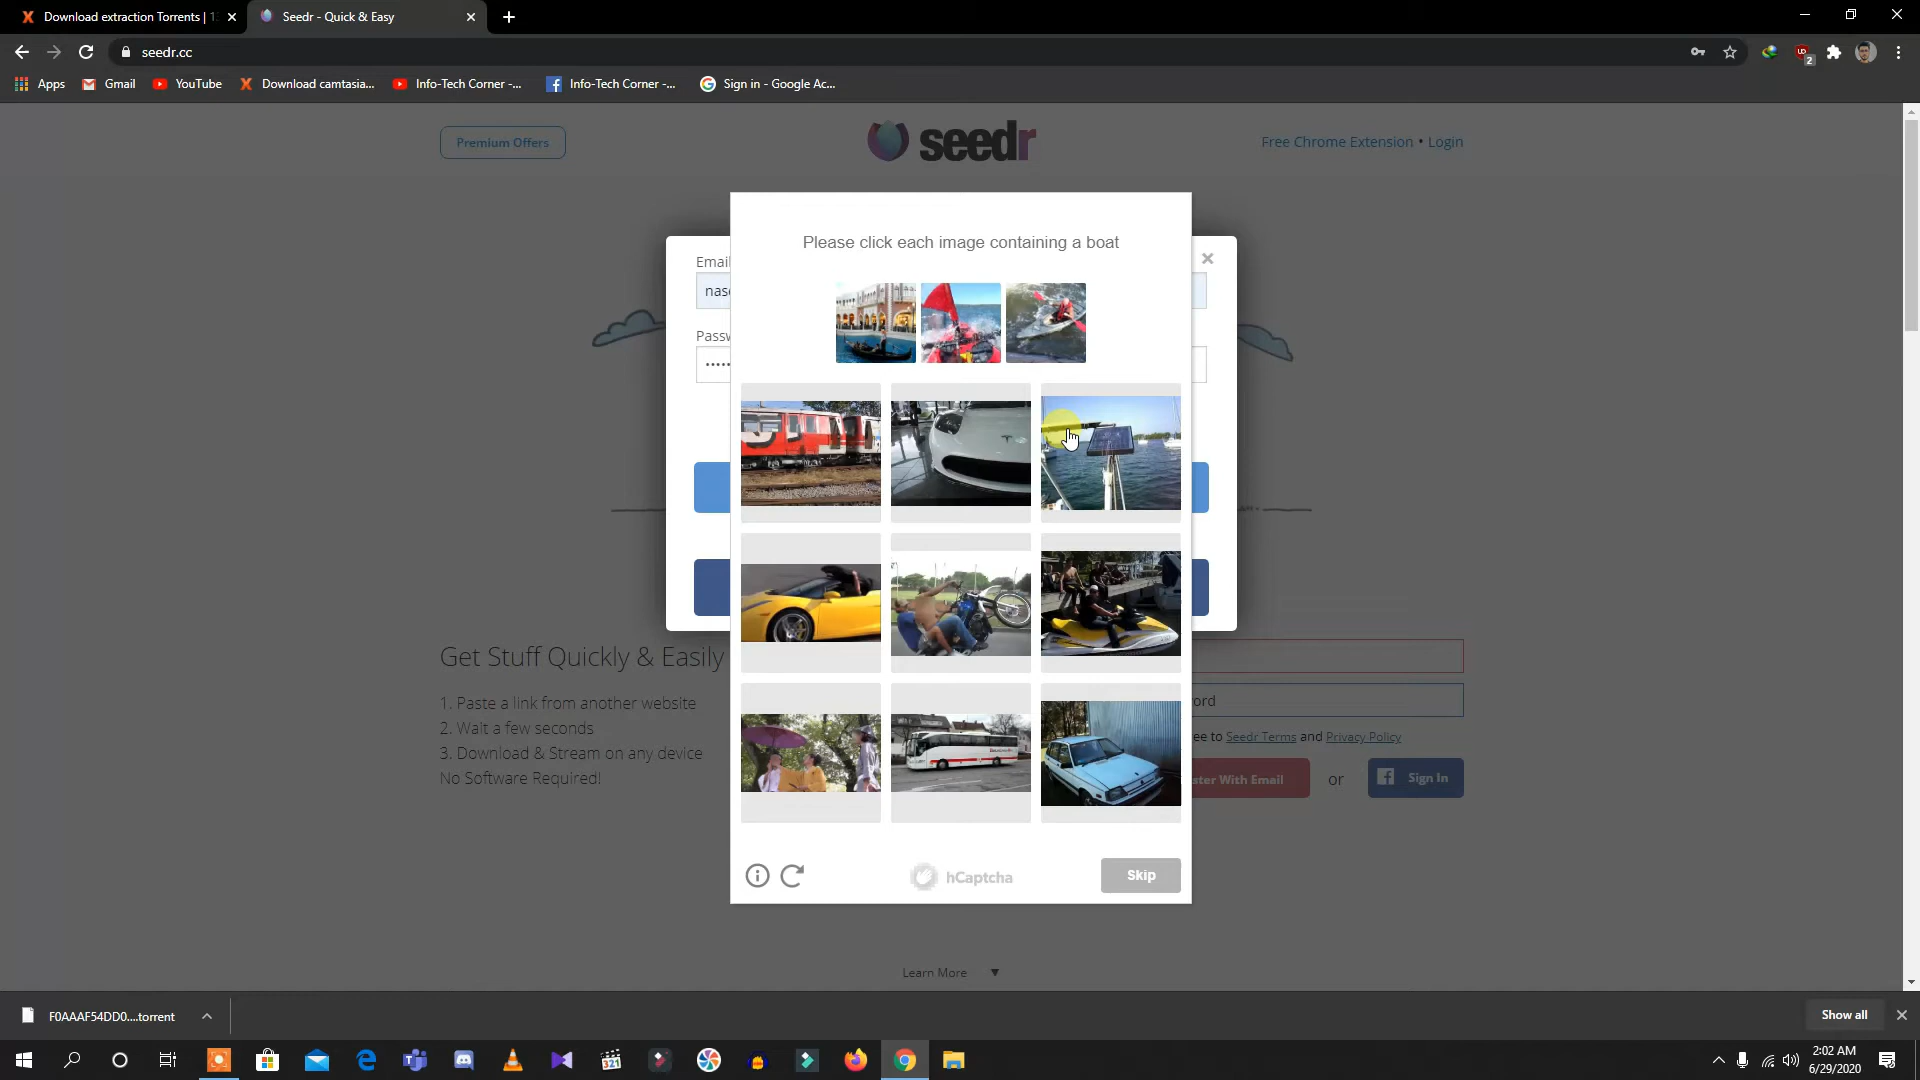 Download extraction Torrents | 1
Seedr - Quick & Easy
seedr.cc
Apps
Gmail
YouTube
Download camtasia...
Info-Tech Corner -...
Info-Tech Corner -...
Sign in - Google Ac...
Premium Offers
seedr
Free Chrome Extension • Login
Please click each image containing a boat
Email
nas
Passw
•••••
Get Stuff Quickly & Easily
1. Paste a link from another website
2. Wait a few seconds
3. Download & Stream on any device
No Software Required!
ord
ee to Seedr Terms and Privacy Policy
ster With Email
or
Sign In
hCaptcha
Skip
Learn More ▼
F0AAAF54DD0....torrent
Show all
2:02 AM
6/29/2020